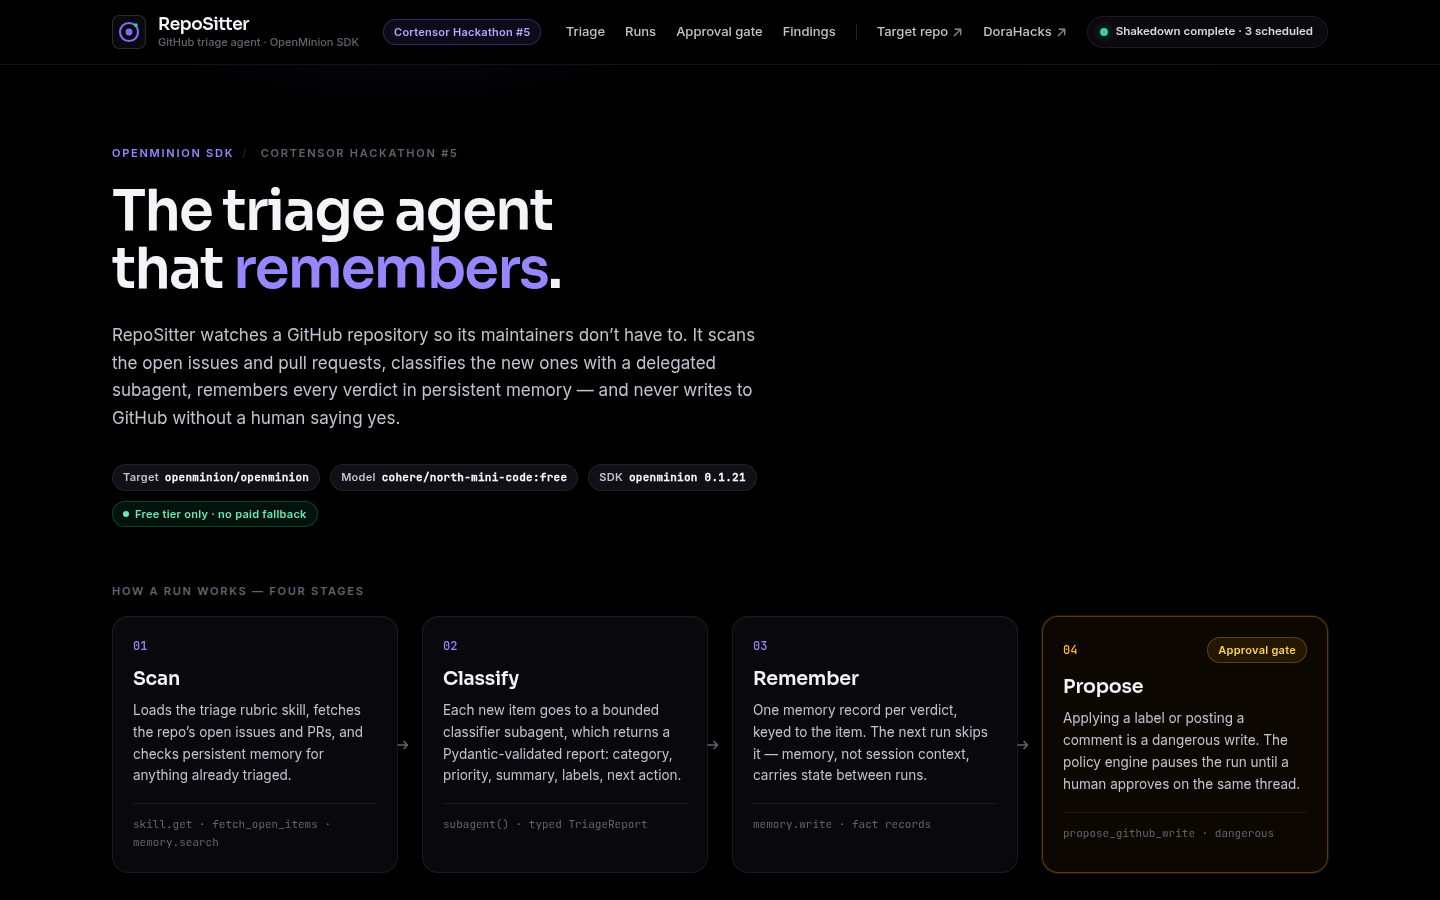 RepoSitter
GitHub triage agent · OpenMinion SDK
Cortensor Hackathon #5
Triage
Runs
Approval gate
Findings
Target repo ↗
DoraHacks ↗
Shakedown complete · 3 scheduled
OPENMINION SDK / CORTENSOR HACKATHON #5
The triage agent
that remembers.
RepoSitter watches a GitHub repository so its maintainers don’t have to. It scans
the open issues and pull requests, classifies the new ones with a delegated
subagent, remembers every verdict in persistent memory — and never writes to
GitHub without a human saying yes.
Target openminion/openminion
Model cohere/north-mini-code:free
SDK openminion 0.1.21
Free tier only · no paid fallback
HOW A RUN WORKS — FOUR STAGES
01
Scan
Loads the triage rubric skill, fetches
the repo’s open issues and PRs, and
checks persistent memory for
anything already triaged.
skill.get · fetch_open_items ·
memory.search
→
02
Classify
Each new item goes to a bounded
classifier subagent, which returns a
Pydantic-validated report: category,
priority, summary, labels, next action.
subagent() · typed TriageReport
→
03
Remember
One memory record per verdict,
keyed to the item. The next run skips
it — memory, not session context,
carries state between runs.
memory.write · fact records
→
04
Approval gate
Propose
Applying a label or posting a
comment is a dangerous write. The
policy engine pauses the run until a
human approves on the same thread.
propose_github_write · dangerous